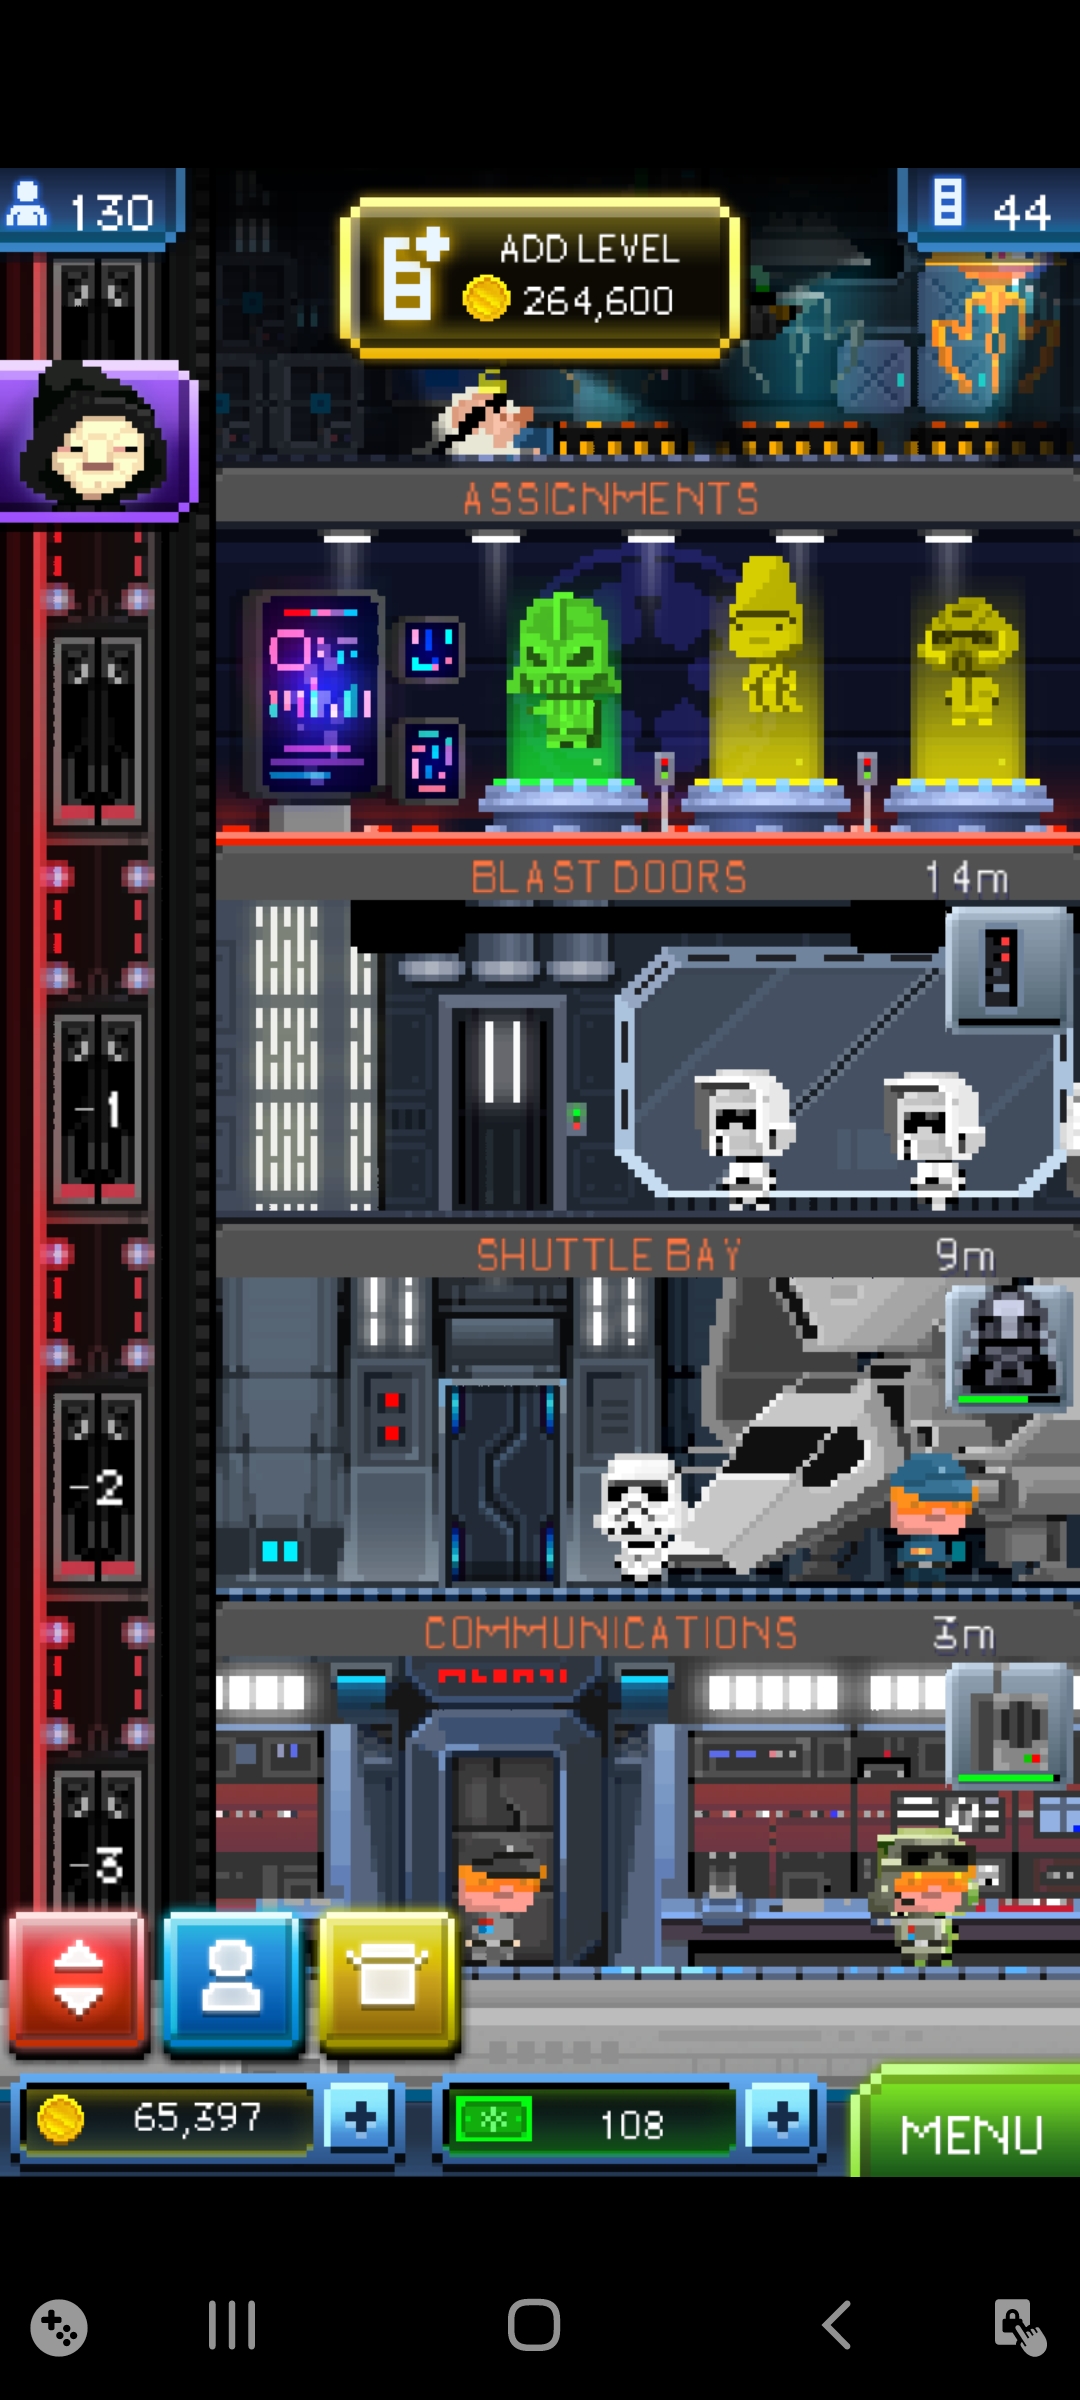 130
ADD LEVEL
264,600
44
ASSIGNMENTS
BLAST DOORS 14m
-1
SHUTTLE BAY 9m
-2
COMMUNICATIONS 3m
-3
65,397
108
MENU